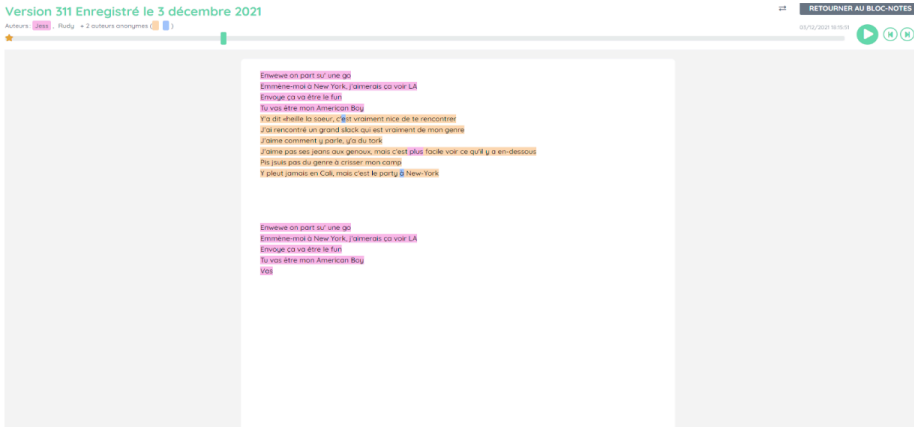 Version 311 Enregistré le 3 décembre 2021
RETOURNER AU BLOC-NOTES
Auteurs : Jess , Rudy + 2 auteurs anonymes ( )
03/12/2021 16:15:31
Enwewe on part su' une go
Emmène-moi à New York, j'aimerais ça voir LA
Envoye ça va être le fun
Tu vas être mon American Boy
Y'a dit «heille la soeur, c'est vraiment nice de te rencontrer
J'ai rencontré un grand slack qui est vraiment de mon genre
J'aime comment y parle, y'a du tork
J'aime pas ses jeans aux genoux, mais c'est plus facile voir ce qu'il y a en-dessous
Pis jsuis pas du genre à crisser mon camp
Y pleut jamais en Cali, mais c'est le party à New-York
Enwewe on part su' une go
Emmène-moi à New York, j'aimerais ça voir LA
Envoye ça va être le fun
Tu vas être mon American Boy
Vas